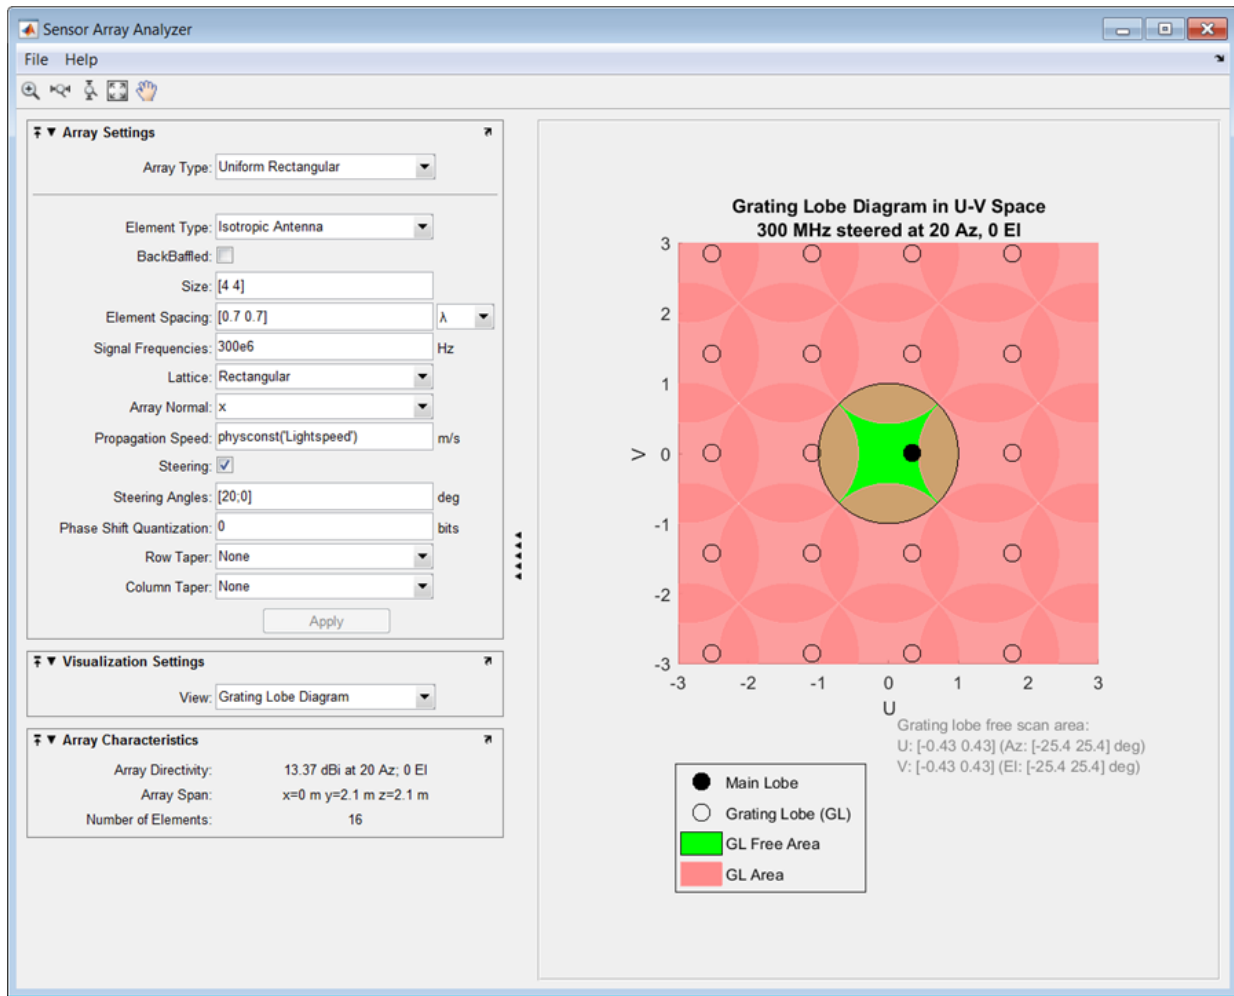 Sensor Array Analyzer
File Help
Array Settings
Array Type: Uniform Rectangular
Element Type: Isotropic Antenna
BackBaffled:
Size: [4 4]
Element Spacing: [0.7 0.7] λ
Signal Frequencies: 300e6 Hz
Lattice: Rectangular
Array Normal: x
Propagation Speed: physconst('Lightspeed') m/s
Steering:
Steering Angles: [20;0] deg
Phase Shift Quantization: 0 bits
Row Taper: None
Column Taper: None
Apply
Visualization Settings
View: Grating Lobe Diagram
Array Characteristics
Array Directivity: 13.37 dBi at 20 Az; 0 El
Array Span: x=0 m y=2.1 m z=2.1 m
Number of Elements: 16
Grating Lobe Diagram in U-V Space
300 MHz steered at 20 Az, 0 El
3
2
1
0
-1
-2
-3
V
-3 -2 -1 0 1 2 3
U
Grating lobe free scan area:
U: [-0.43 0.43] (Az: [-25.4 25.4] deg)
V: [-0.43 0.43] (El: [-25.4 25.4] deg)
Main Lobe
Grating Lobe (GL)
GL Free Area
GL Area